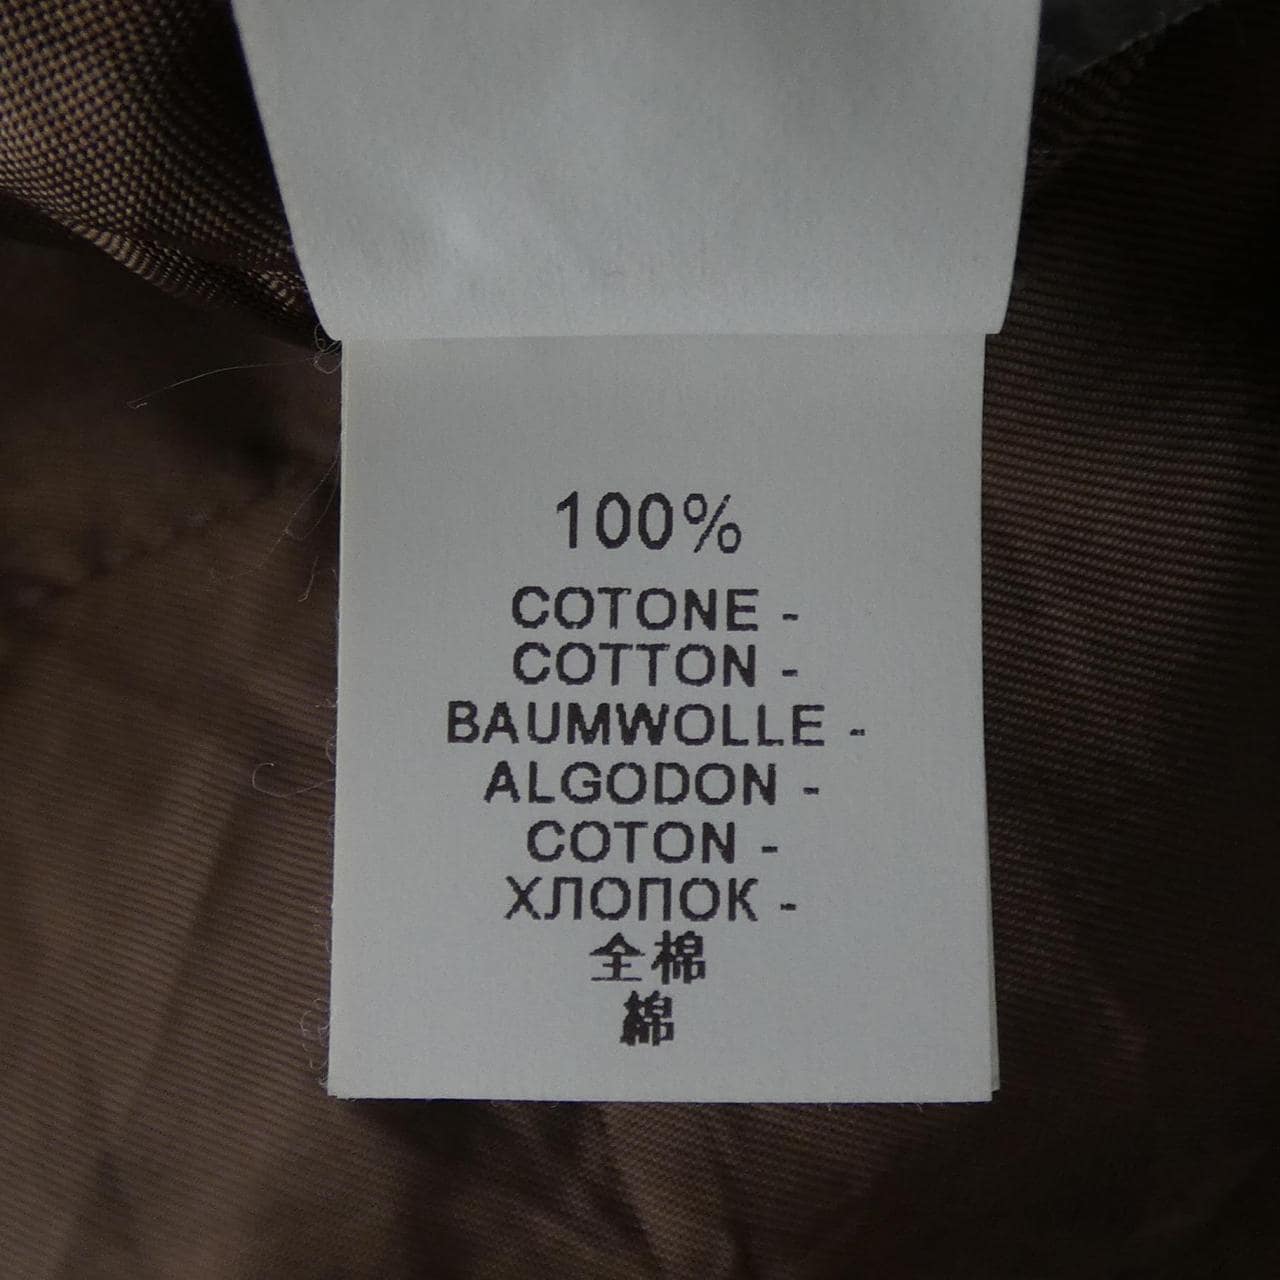 100%
COTONE -
COTTON -
BAUMWOLLE -
ALGODON -
COTON -
ХЛОПОК -
全棉
綿